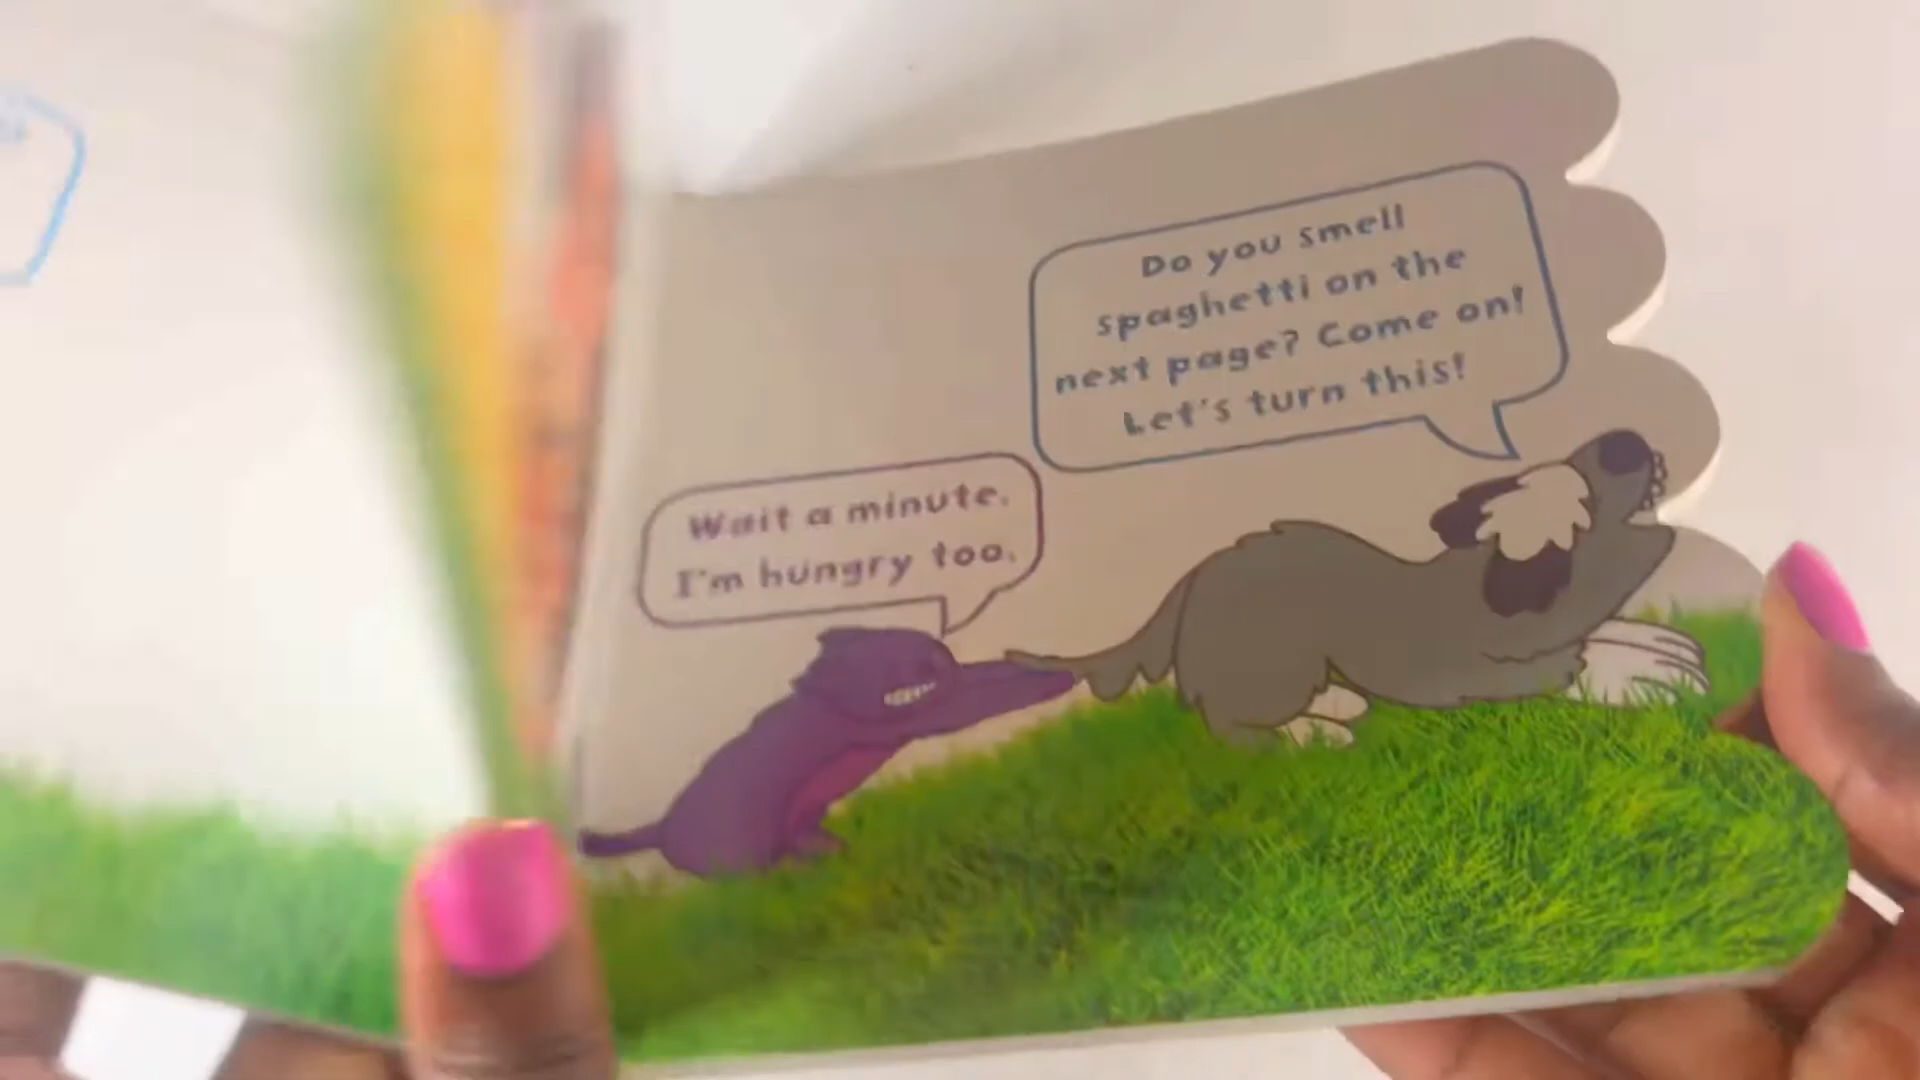 Do you smell
spaghetti on the
next page? Come on!
Let's turn this!
Wait a minute.
I'm hungry too.